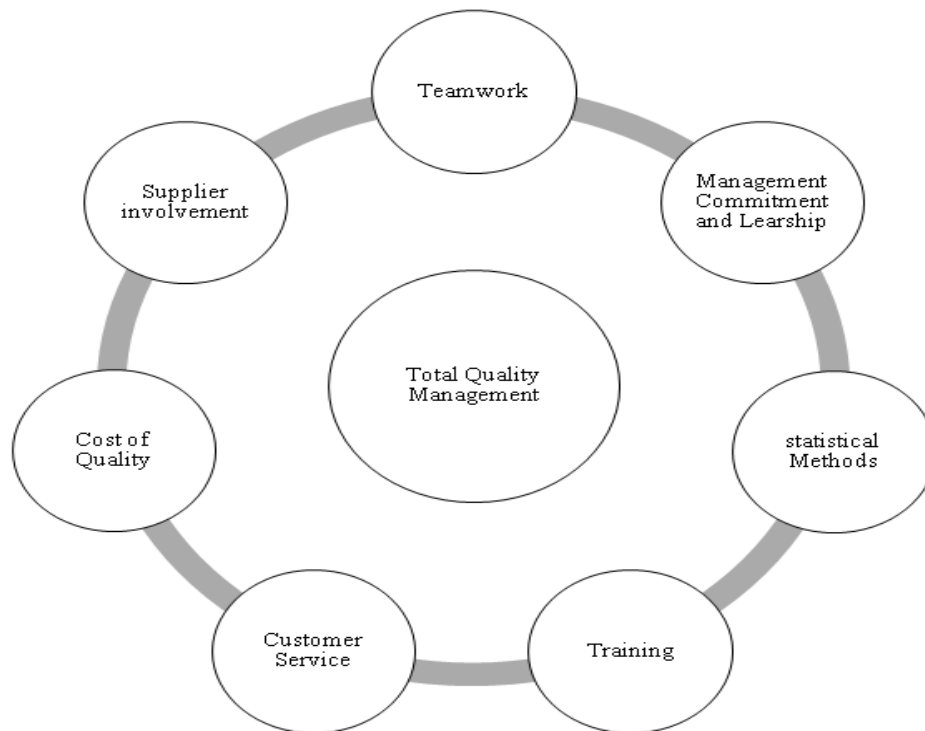 Teamwork
Management
Commitment
and Learship
Supplier
involvement
Total Quality
Management
Cost of
Quality
statistical
Methods
Customer
Service
Training